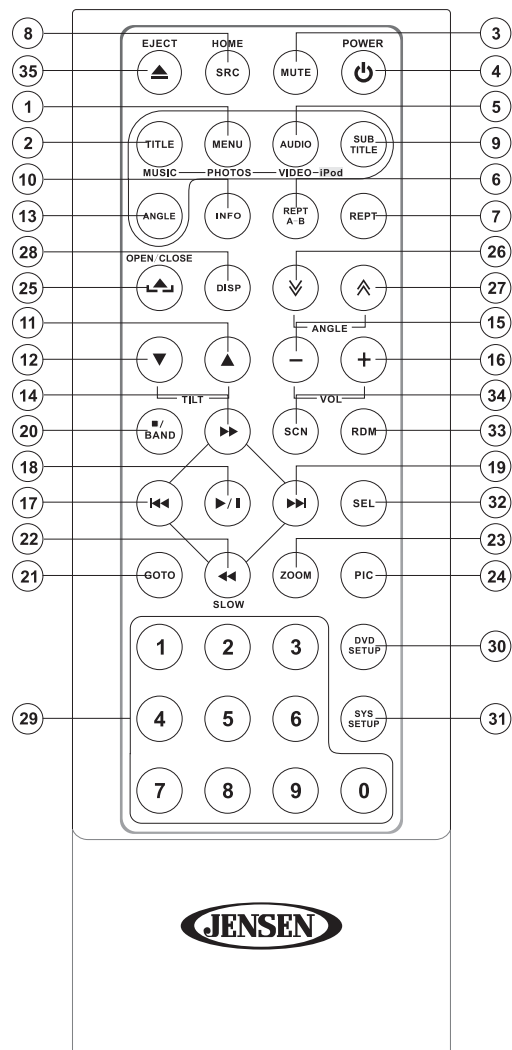 8 HOME 3 POWER
EJECT
35 SRC MUTE 4
1 5
2 TITLE MENU AUDIO SUB TITLE 9
MUSIC PHOTOS VIDEO iPod
10 6
13 ANGLE INFO REPT A-B REPT 7
28 26
OPEN/CLOSE
25 DISP 27
11 ANGLE 15
12 ▼ ▲ − + 16
14 TILT VOL 34
20 ■/BAND ▶▶ SCN RDM 33
18 19
17 |◀◀ ▶/❙❙ ▶▶| SEL 32
22 23
21 GOTO ◀◀ ZOOM PIC 24
SLOW
1 2 3 DVD SETUP 30
29 4 5 6 SYS SETUP 31
7 8 9 0
JENSEN